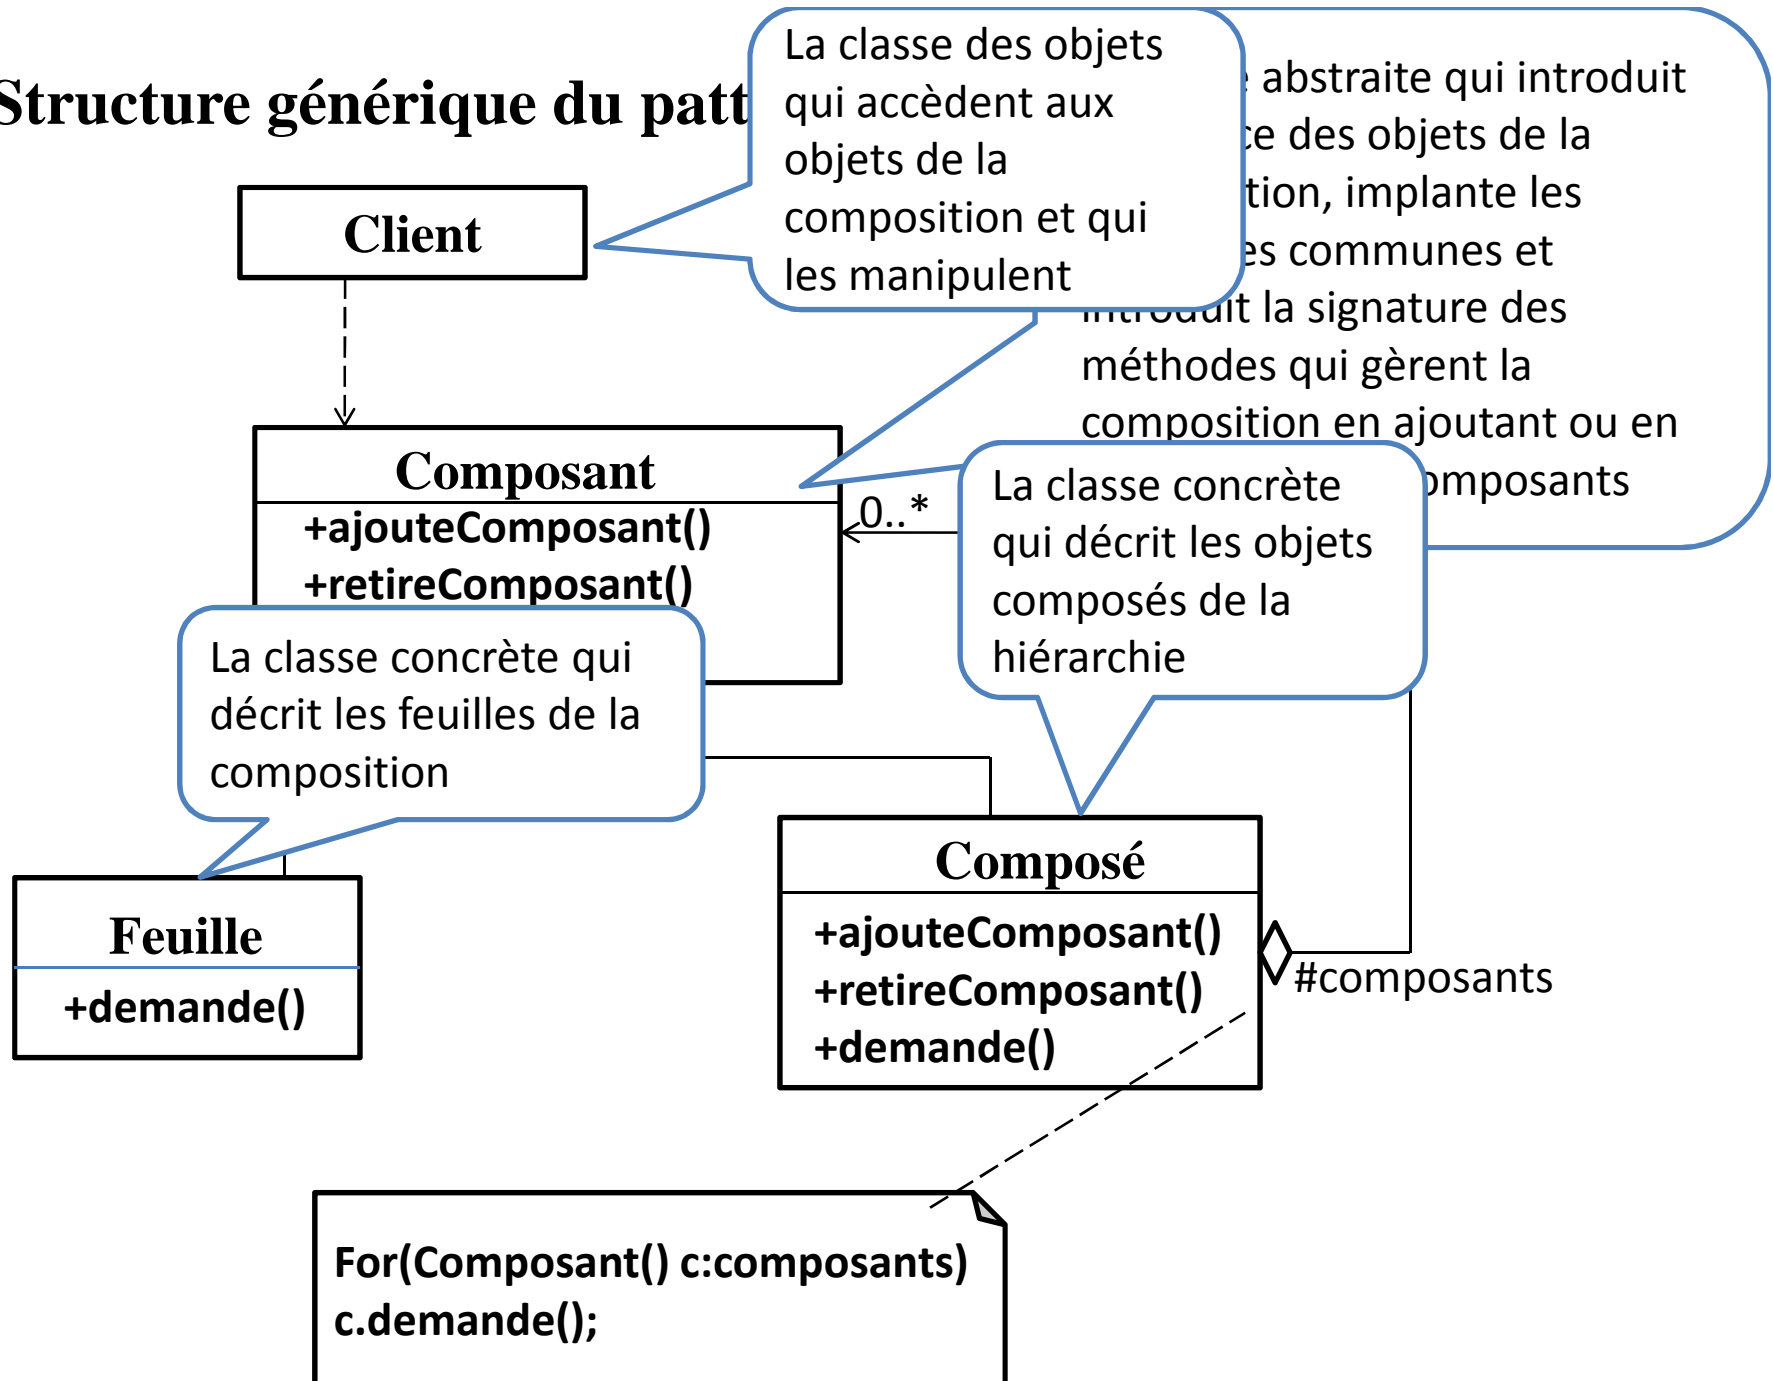 Structure générique du patt
La classe des objets
qui accèdent aux
objets de la
composition et qui
les manipulent
abstraite qui introduit
des objets de la
implante les
communes et
introduit la signature des
méthodes qui gèrent la
composition en ajoutant ou en
omposants
Client
Composant
+ajouteComposant()
+retireComposant()
0..*
La classe concrète
qui décrit les objets
composés de la
hiérarchie
La classe concrète qui
décrit les feuilles de la
composition
Composé
+ajouteComposant()
+retireComposant()
+demande()
#composants
Feuille
+demande()
For(Composant() c:composants)
c.demande();